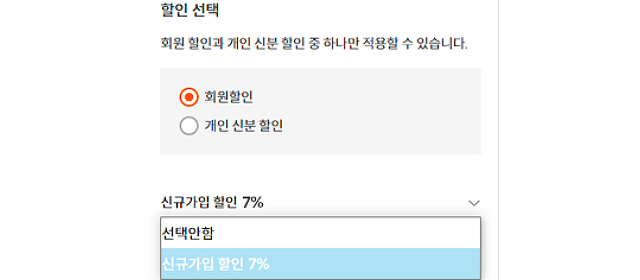 할인 선택
회원 할인과 개인 신분 할인 중 하나만 적용할 수 있습니다.
회원할인
개인 신분 할인
신규가입 할인 7%
선택안함
신규가입 할인 7%